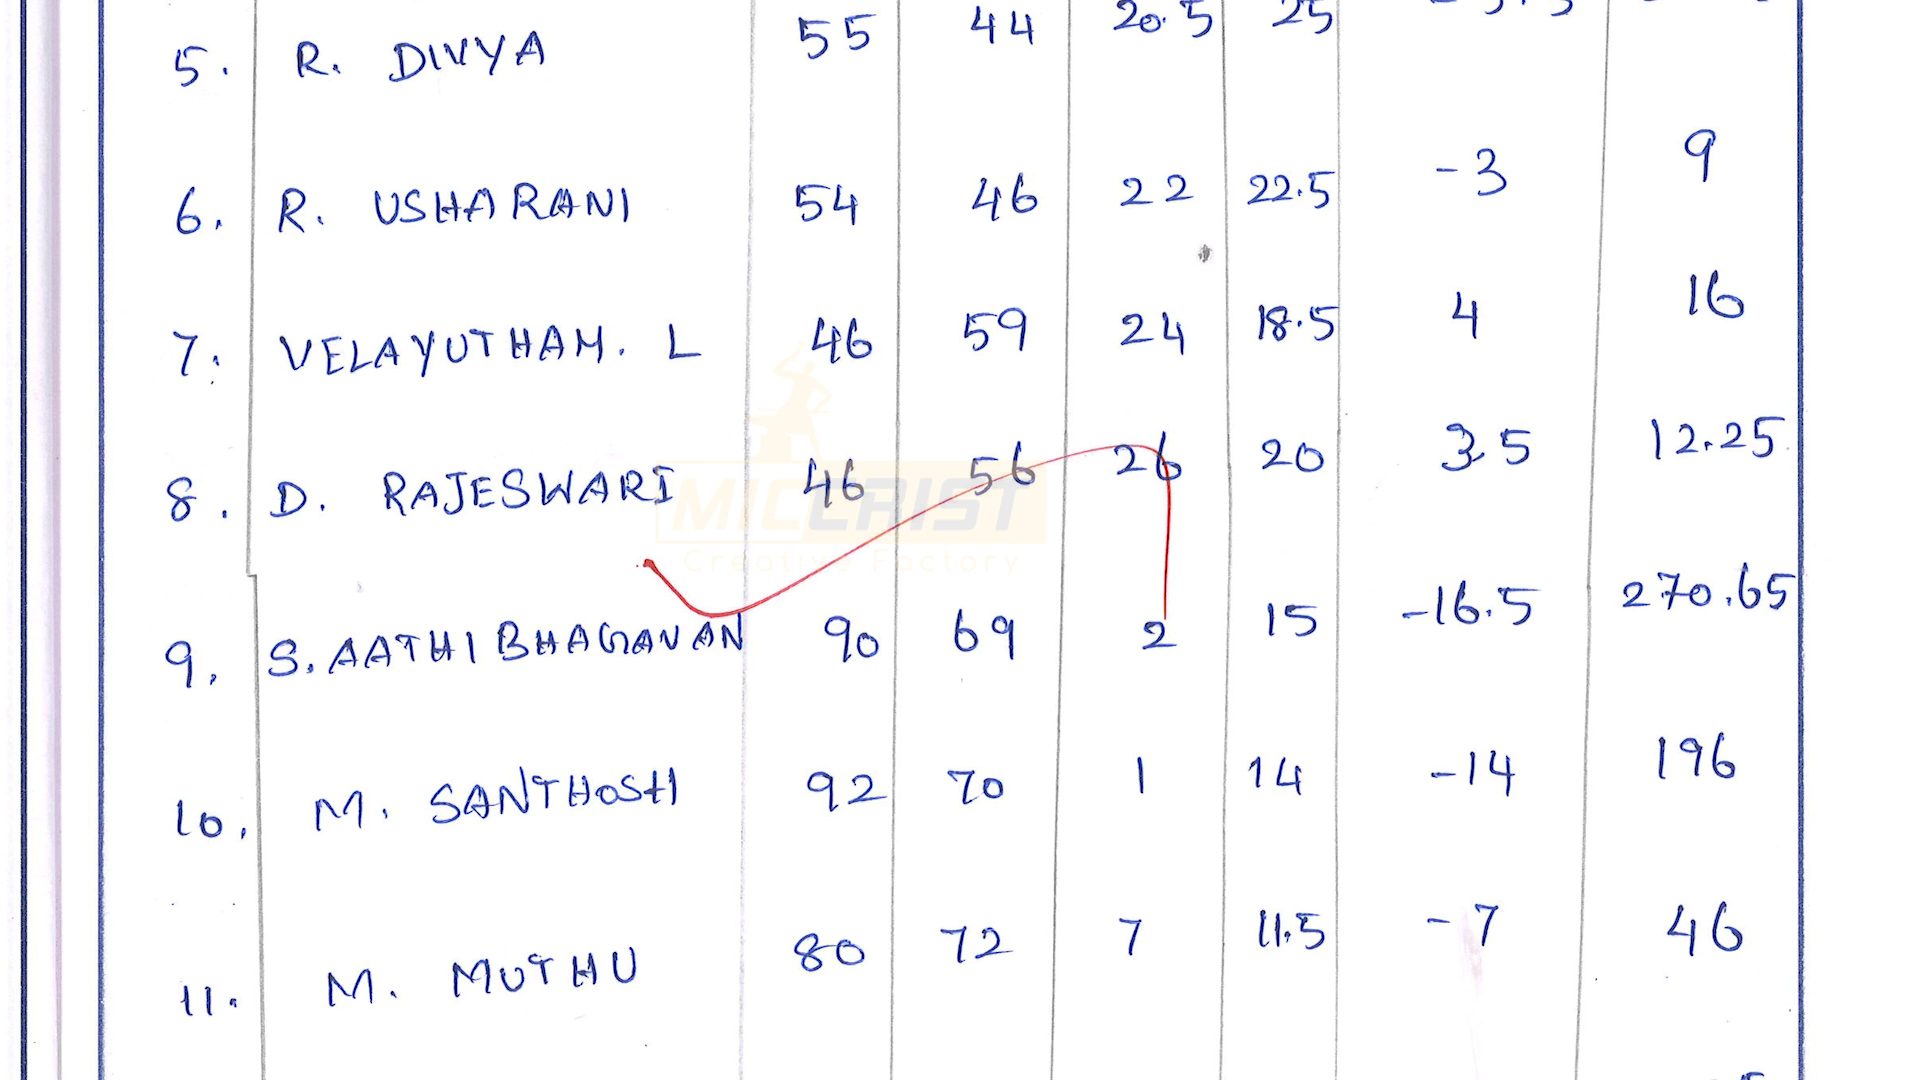 5. R. DIVYA 55 44 20.5 25
6. R. USHARANI 54 46 22 22.5 -3 9
7. VELAYUTHAM. L 46 59 24 18.5 4 16
8. D. RAJESWARI 46 56 26 20 3.5 12.25
MICCRIST
Creative Factory
9. S. AATHI BHAGAVAN 90 69 2 15 -16.5 270.65
10. M. SANTHOSH 92 70 1 14 -14 196
11. M. MUTHU 80 72 7 11.5 -7 46